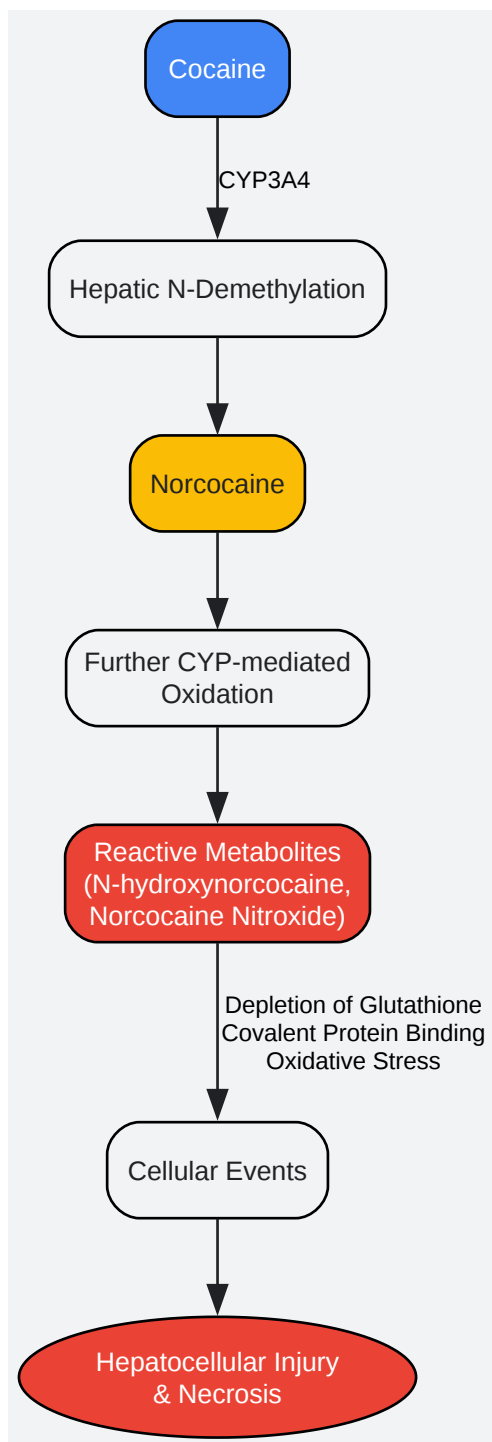 Cocaine
CYP3A4
Hepatic N-Demethylation
Norcocaine
Further CYP-mediated
Oxidation
Reactive Metabolites
(N-hydroxynorcocaine,
Norcocaine Nitroxide)
Depletion of Glutathione
Covalent Protein Binding
Oxidative Stress
Cellular Events
Hepatocellular Injury
& Necrosis